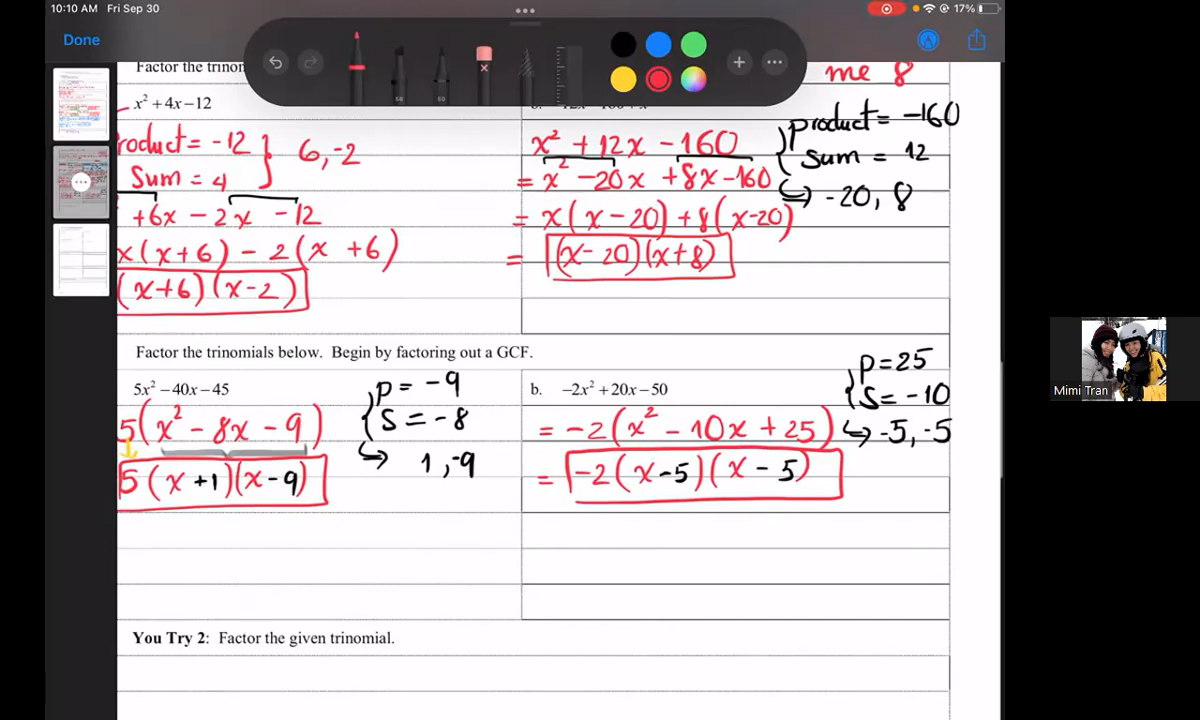 10:10 AM Fri Sep 30
17%
Done
Factor the trinom
me 8
x² + 4x − 12
roduct = -12
Sum = 4
6, -2
+6x − 2x − 12
x(x+6) − 2(x +6)
(x+6)(x-2)
x² + 12x − 160
= x² − 20x + 8x − 160
= x(x − 20) + 8(x-20)
= (x − 20)(x+8)
product = -160
sum = 12
↳ -20, 8
Factor the trinomials below. Begin by factoring out a GCF.
5x² − 40x − 45
5(x² − 8x − 9)
5(x +1)(x − 9)
p = -9
S = -8
↳ 1, -9
b. −2x² + 20x − 50
= -2(x² − 10x + 25)
= -2(x-5)(x − 5)
p = 25
S = -10
↳ -5, -5
You Try 2: Factor the given trinomial.
Mimi Tran